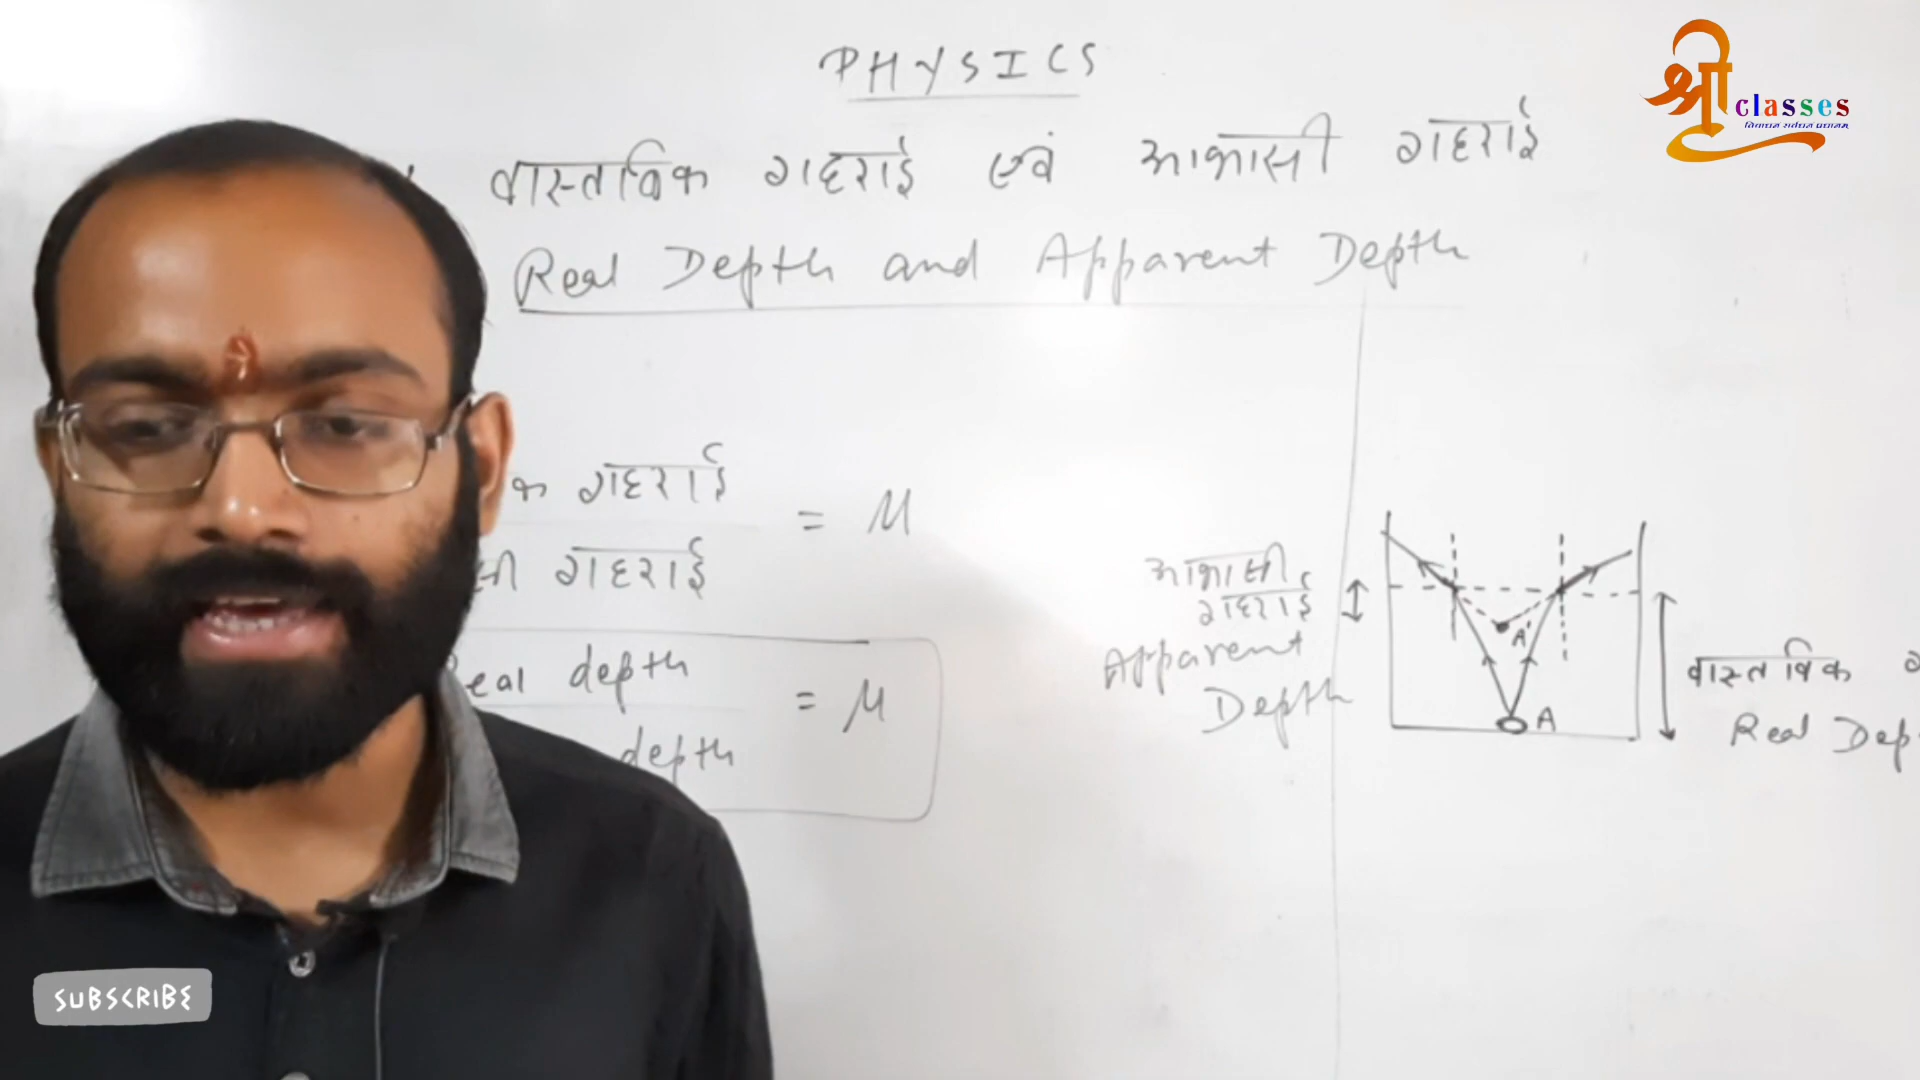 PHYSICS
श्री classes
वास्तविक गहराई एवं आभासी गहराई
Real Depth and Apparent Depth
क गहराई
= μ
सी गहराई
eal depth
= μ
depth
आभासी
गहराई
Apparent
Depth
A'
A
वास्तविक
Real Dep
SUBSCRIBE